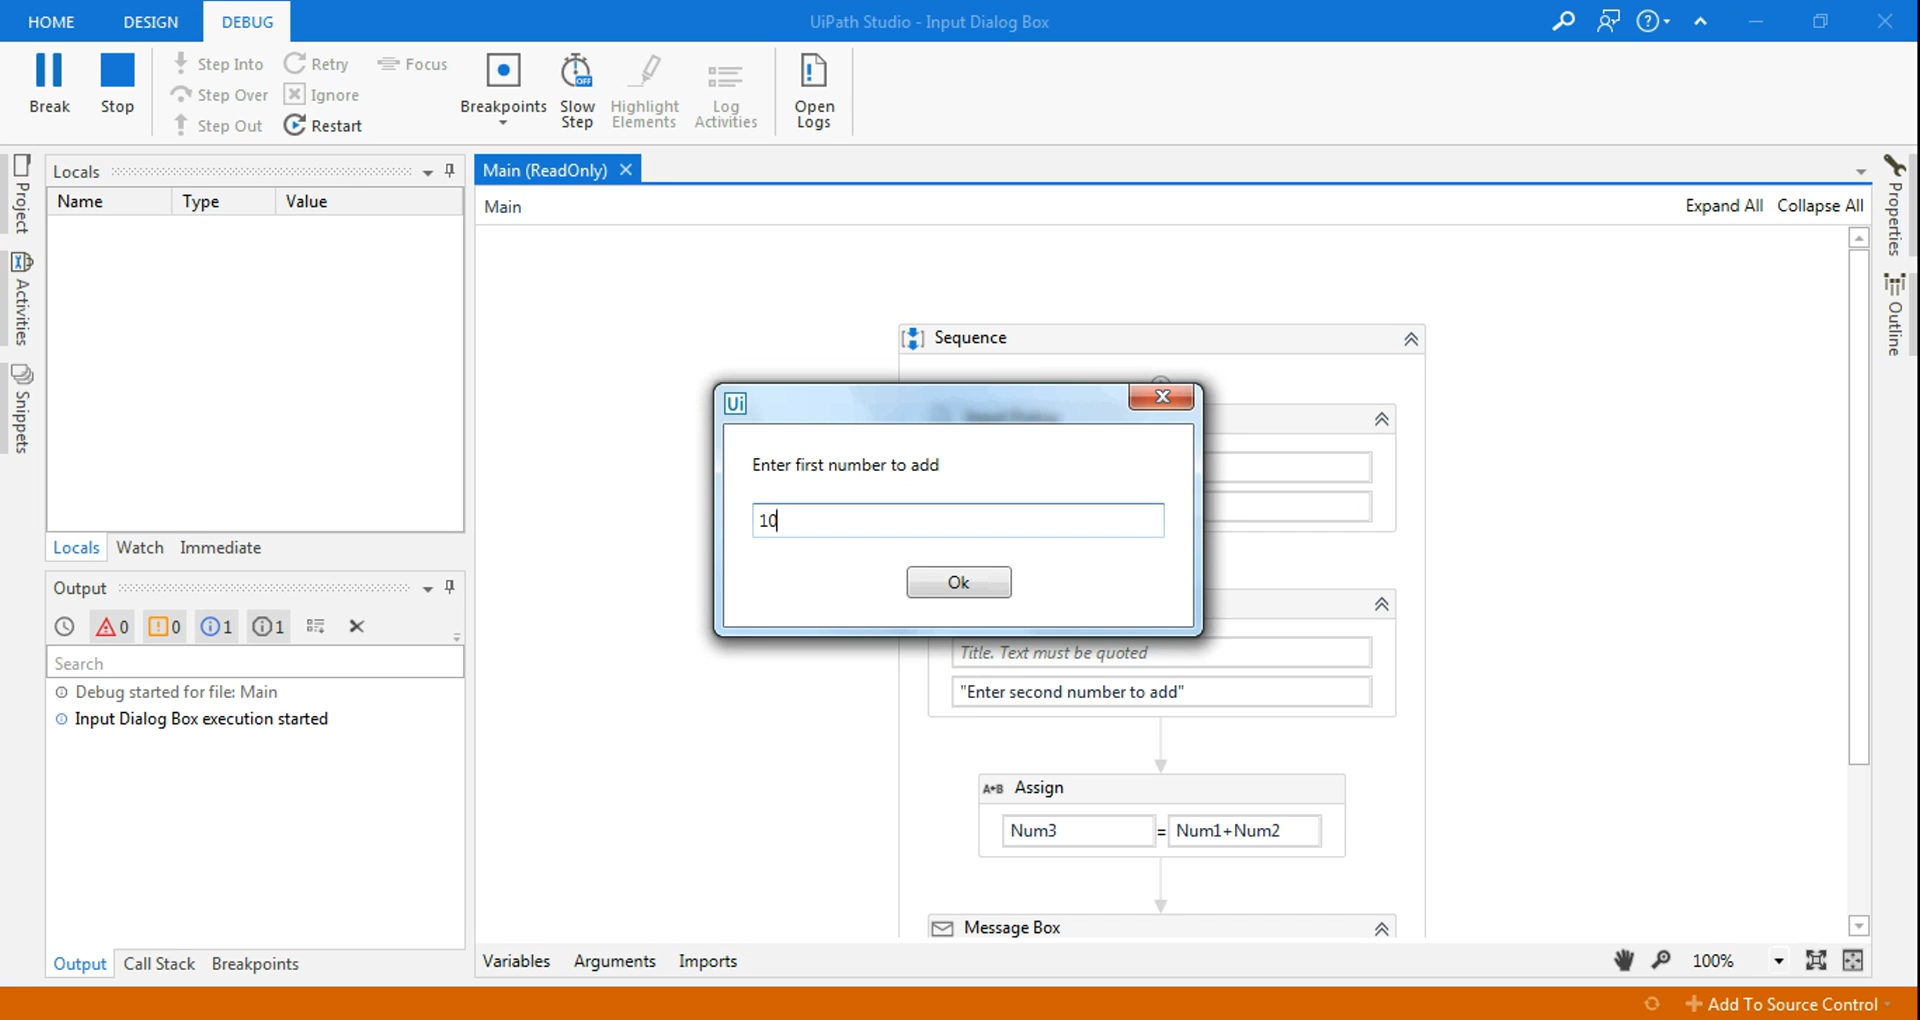 HOME DESIGN DEBUG UiPath Studio - Input Dialog Box
Break
Stop
Step Into
Step Over
Step Out
Retry
Ignore
Restart
Focus
Breakpoints
Slow
Step
OFF
Highlight
Elements
Log
Activities
Open
Logs
Project
Activities
Snippets
Locals
Name Type Value
Locals Watch Immediate
Output
0 0 1 1
Search
Debug started for file: Main
Input Dialog Box execution started
Output Call Stack Breakpoints
Main (ReadOnly)
Main Expand All Collapse All
Sequence
Ui
Enter first number to add
10
Ok
Title. Text must be quoted
"Enter second number to add"
A+B Assign
Num3 = Num1+Num2
Message Box
Variables Arguments Imports 100%
Properties
Outline
Add To Source Control